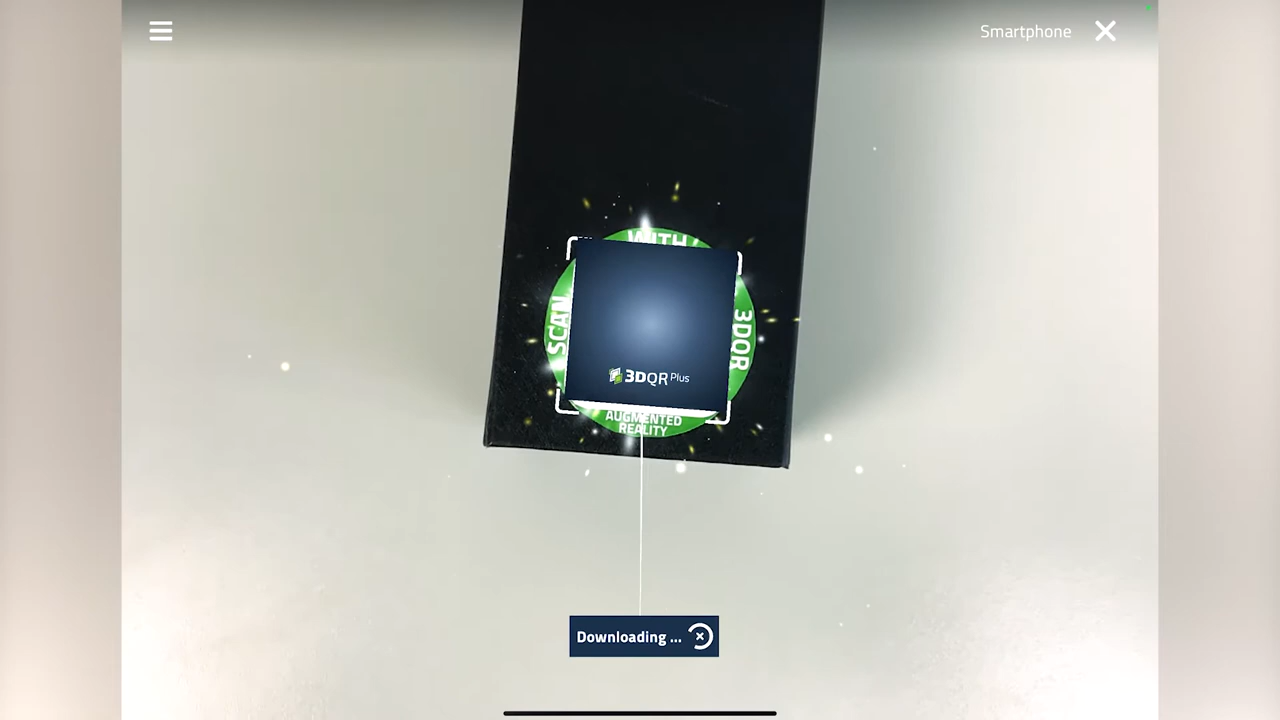 Smartphone
WITH
SCAN
3DQR
3DQR Plus
AUGMENTED
REALITY
Downloading ...